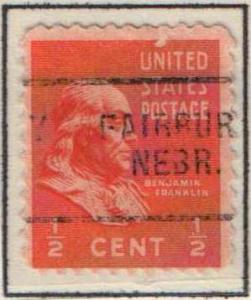 UNITED
STATES
POSTAGE
Y FAIRBUR
NEBR.
BENJAMIN
FRANKLIN
1/2 CENT 1/2